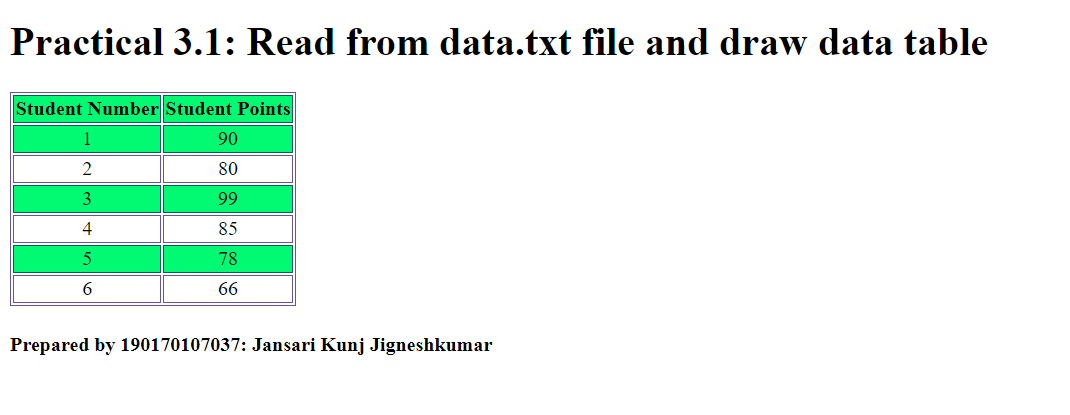 Practical 3.1: Read from data.txt file and draw data table
Student Number Student Points
1 90
2 80
3 99
4 85
5 78
6 66
Prepared by 190170107037: Jansari Kunj Jigneshkumar